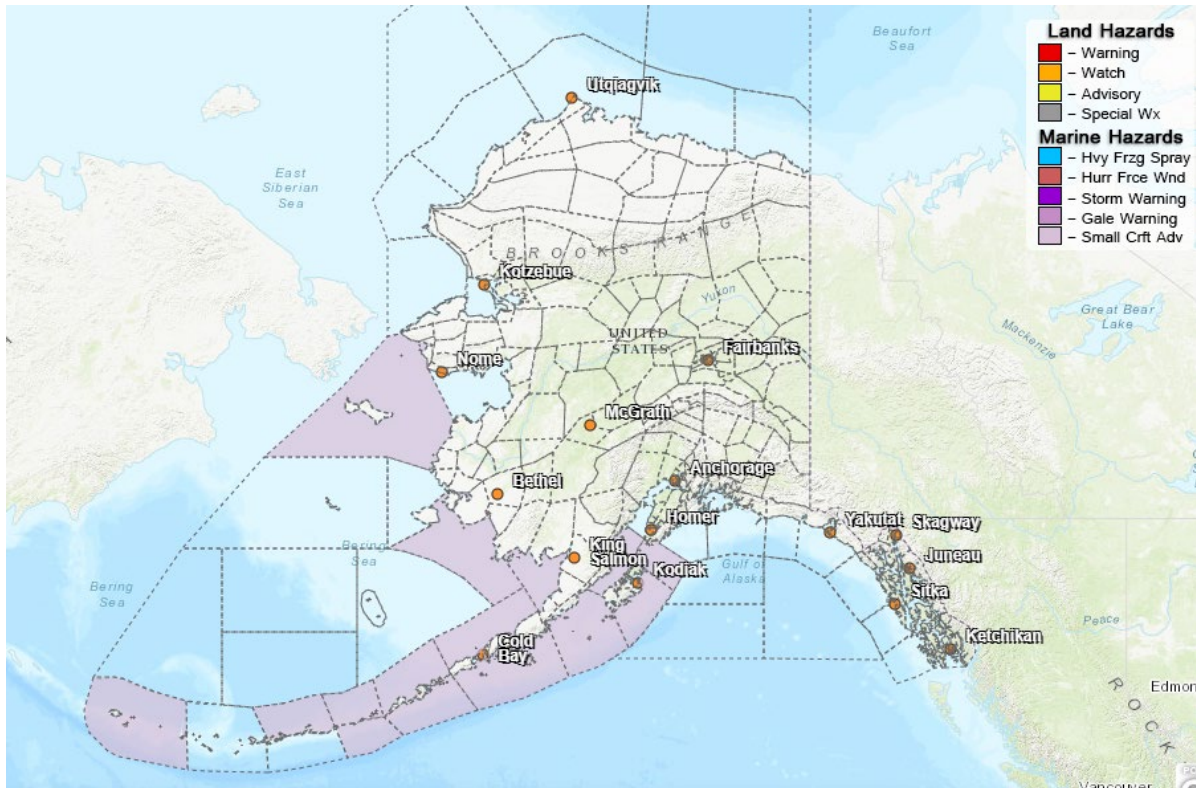 Land Hazards
– Warning
– Watch
– Advisory
– Special Wx
Marine Hazards
– Hvy Frzg Spray
– Hurr Frce Wnd
– Storm Warning
– Gale Warning
– Small Crft Adv
Beaufort
Sea
Utqiagvik
East
Siberian
Sea
BROOKS RANGE
Kotzebue
Great Bear
Lake
Yukon
Mackenzie
UNITED
STATES
Fairbanks
Nome
McGrath
Anchorage
Bethel
Homer
Yakutat
Skagway
King
Salmon
Bering
Sea
Juneau
Kodiak
Gulf of
Alaska
Bering
Sea
Sitka
Peace
Ketchikan
Cold
Bay
ROCK
Edmon
Vancouver